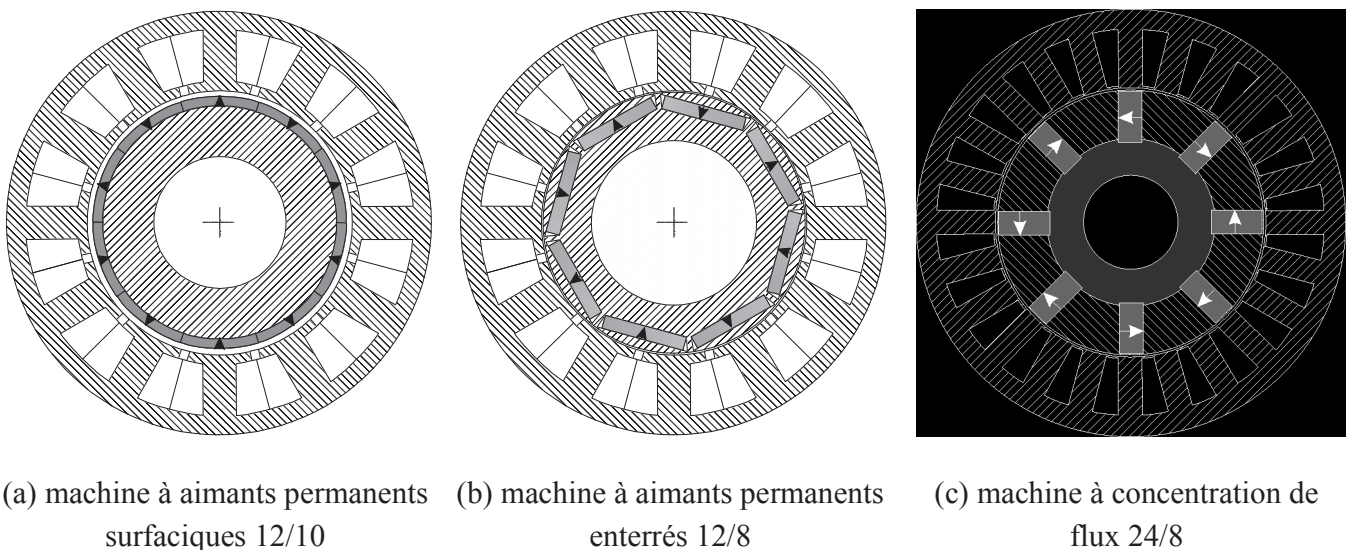 (a) machine à aimants permanents
surfaciques 12/10
(b) machine à aimants permanents
enterrés 12/8
(c) machine à concentration de
flux 24/8